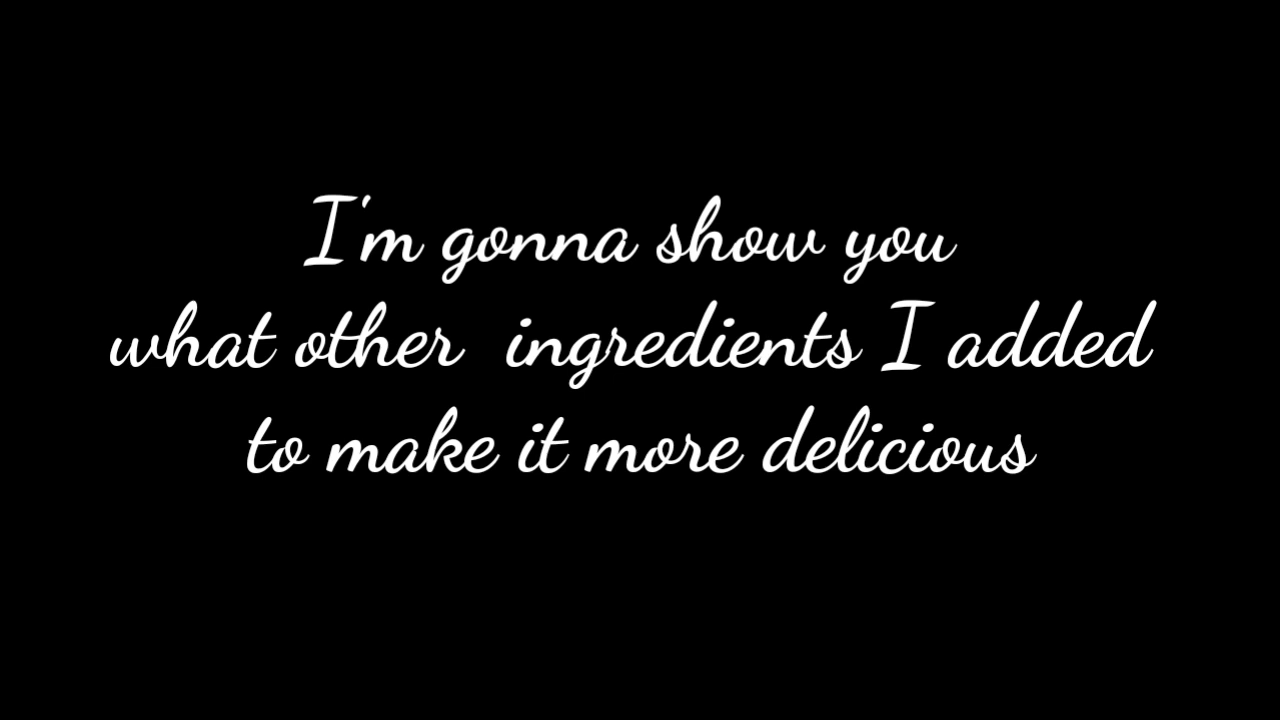 I'm gonna show you
what other  ingredients I added
to make it more delicious